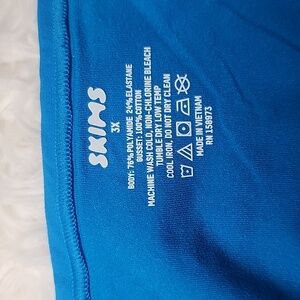 SKIMS
3X
BODY: 76% POLYAMIDE 24% ELASTANE
GUSSET: 100% COTTON
MACHINE WASH COLD, NON-CHLORINE BLEACH
TUMBLE DRY LOW TEMP
COOL IRON, DO NOT DRY CLEAN
MADE IN VIETNAM
RN 158973